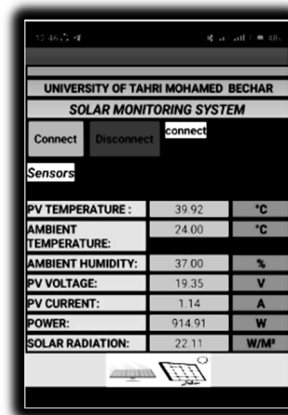 UNIVERSITY OF TAHRI MOHAMED BECHAR
SOLAR MONITORING SYSTEM
Connect Disconnect connect
Sensors
PV TEMPERATURE : 39.92 °C
AMBIENT TEMPERATURE: 24.00 °C
AMBIENT HUMIDITY: 37.00 %
PV VOLTAGE: 19.35 V
PV CURRENT: 1.14 A
POWER: 914.91 W
SOLAR RADIATION: 22.11 W/M²